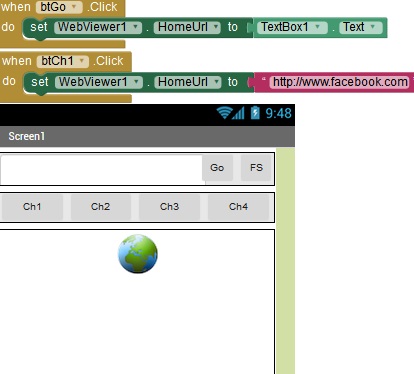 when btGo .Click
do set WebViewer1 . HomeUrl to TextBox1 . Text
when btCh1 .Click
do set WebViewer1 . HomeUrl to “ http://www.facebook.com
9:48
Screen1
Go FS
Ch1 Ch2 Ch3 Ch4